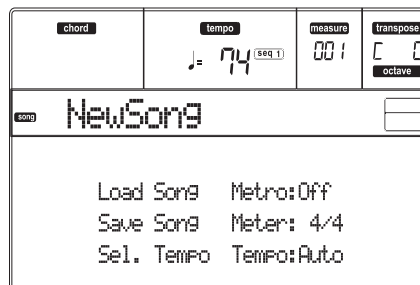 chord tempo measure transpose
♩= 74 seq 1 001 C
octave
song NewSong
Load Song Metro:Off
Save Song Meter: 4/4
Sel. Tempo Tempo:Auto